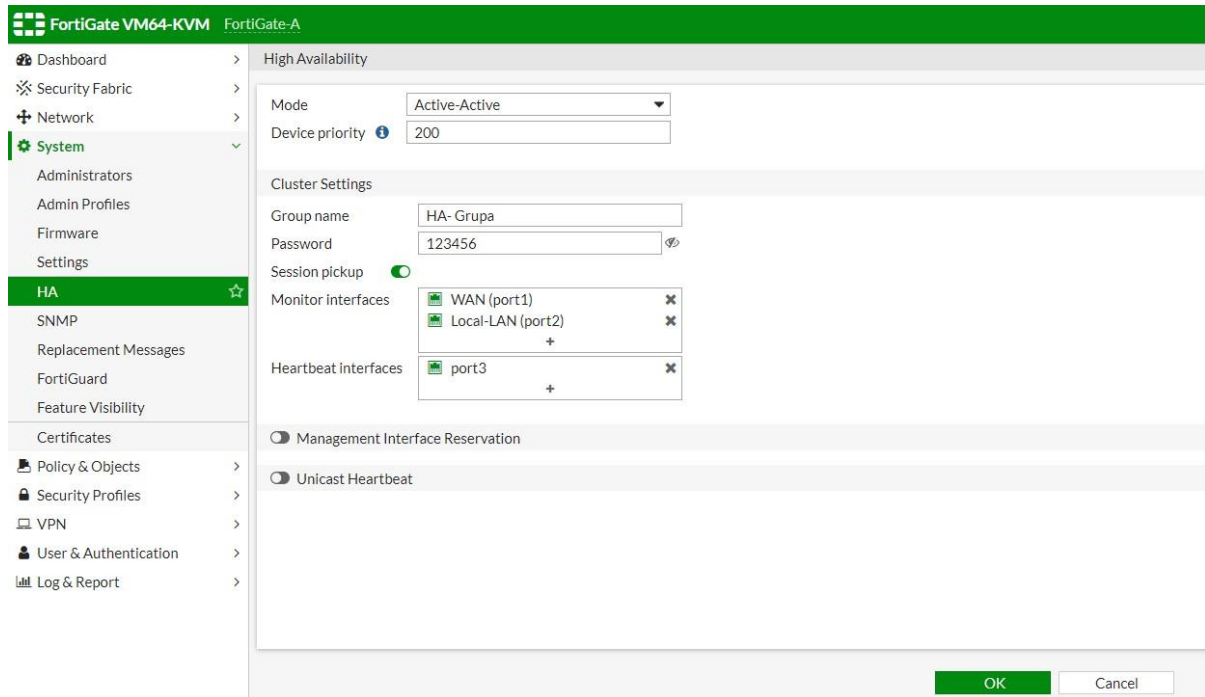 FortiGate VM64-KVM FortiGate-A
Dashboard
Security Fabric
Network
System
Administrators
Admin Profiles
Firmware
Settings
HA
SNMP
Replacement Messages
FortiGuard
Feature Visibility
Certificates
Policy & Objects
Security Profiles
VPN
User & Authentication
Log & Report
High Availability
Mode Active-Active
Device priority 200
Cluster Settings
Group name HA- Grupa
Password 123456
Session pickup
Monitor interfaces WAN (port1)
Local-LAN (port2)
+
Heartbeat interfaces port3
+
Management Interface Reservation
Unicast Heartbeat
OK Cancel